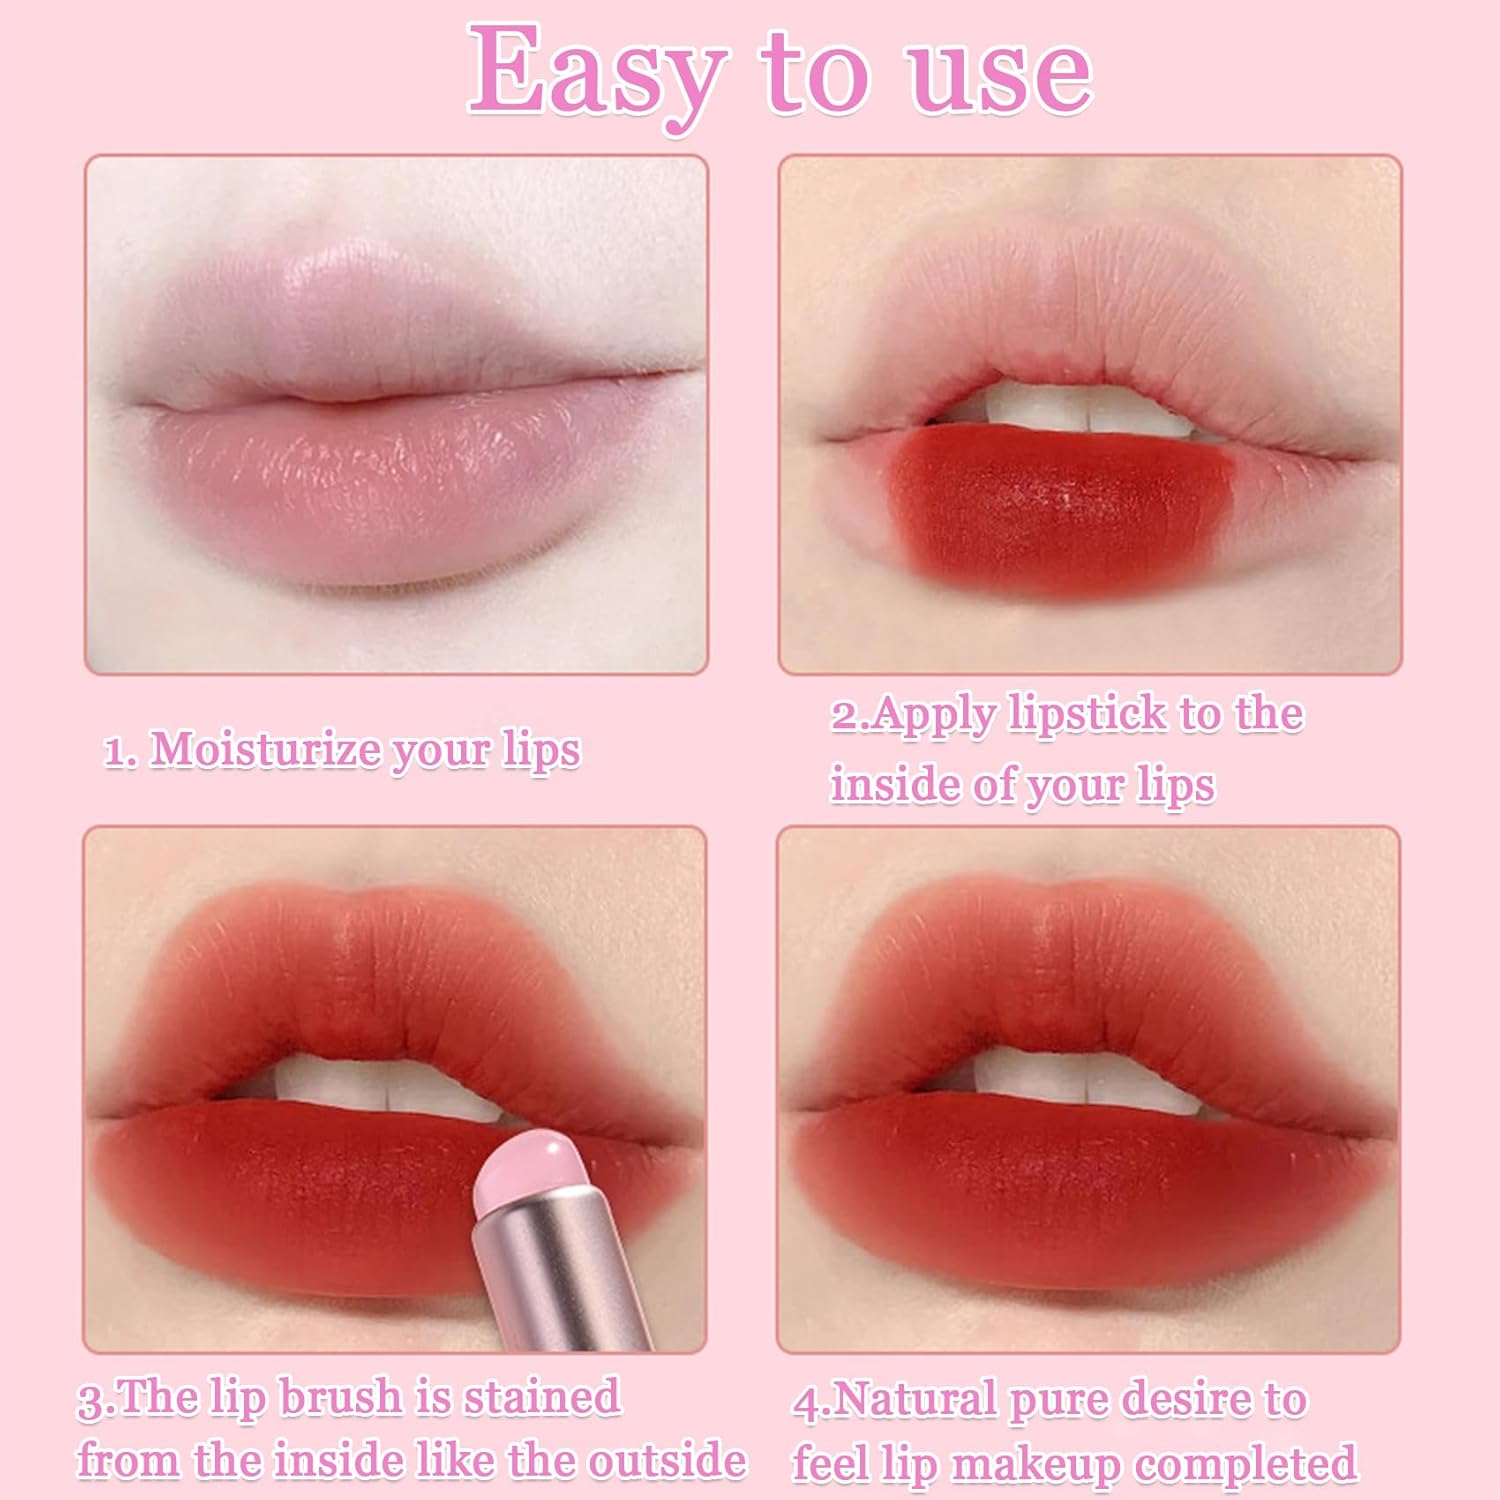 Easy to use
1. Moisturize your lips
2.Apply lipstick to the
inside of your lips
3.The lip brush is stained
from the inside like the outside
4.Natural pure desire to
feel lip makeup completed